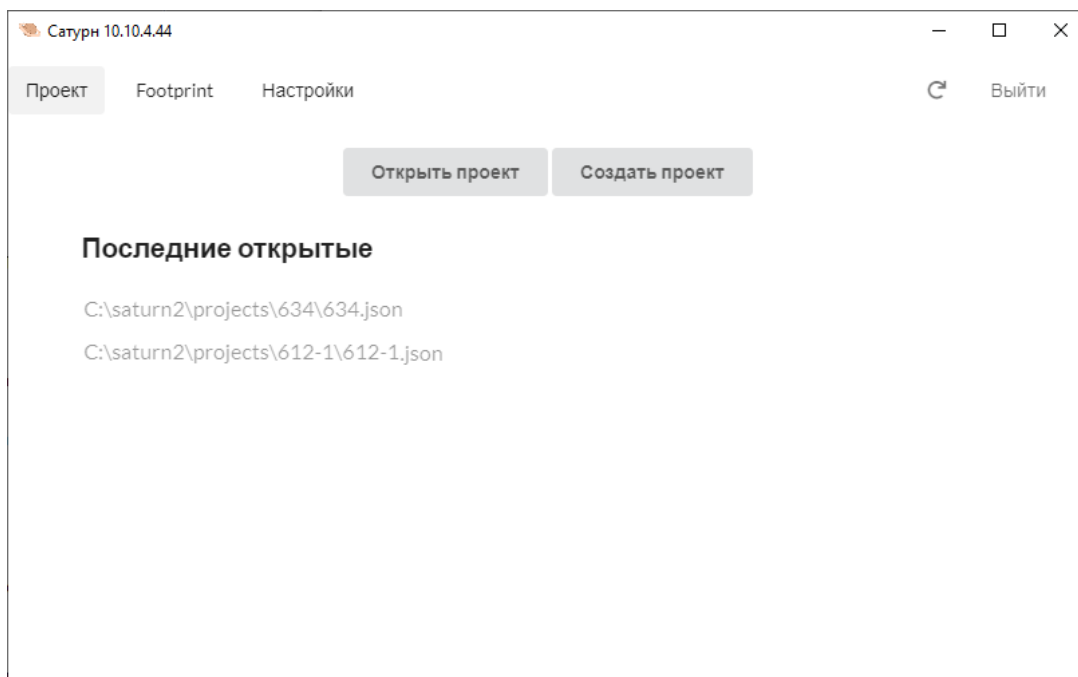 Сатурн 10.10.4.44
Проект Footprint Настройки Выйти
Открыть проект Создать проект
Последние открытые
C:\saturn2\projects\634\634.json
C:\saturn2\projects\612-1\612-1.json